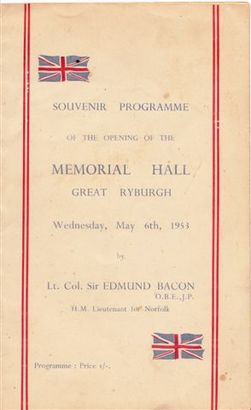 SOUVENIR PROGRAMME
OF THE OPENING OF THE
MEMORIAL HALL
GREAT RYBURGH
Wednesday, May 6th, 1953
by
Lt. Col. Sir EDMUND BACON
O.B.E., J.P.
H.M. Lieutenant for Norfolk
Programme : Price 1/-.